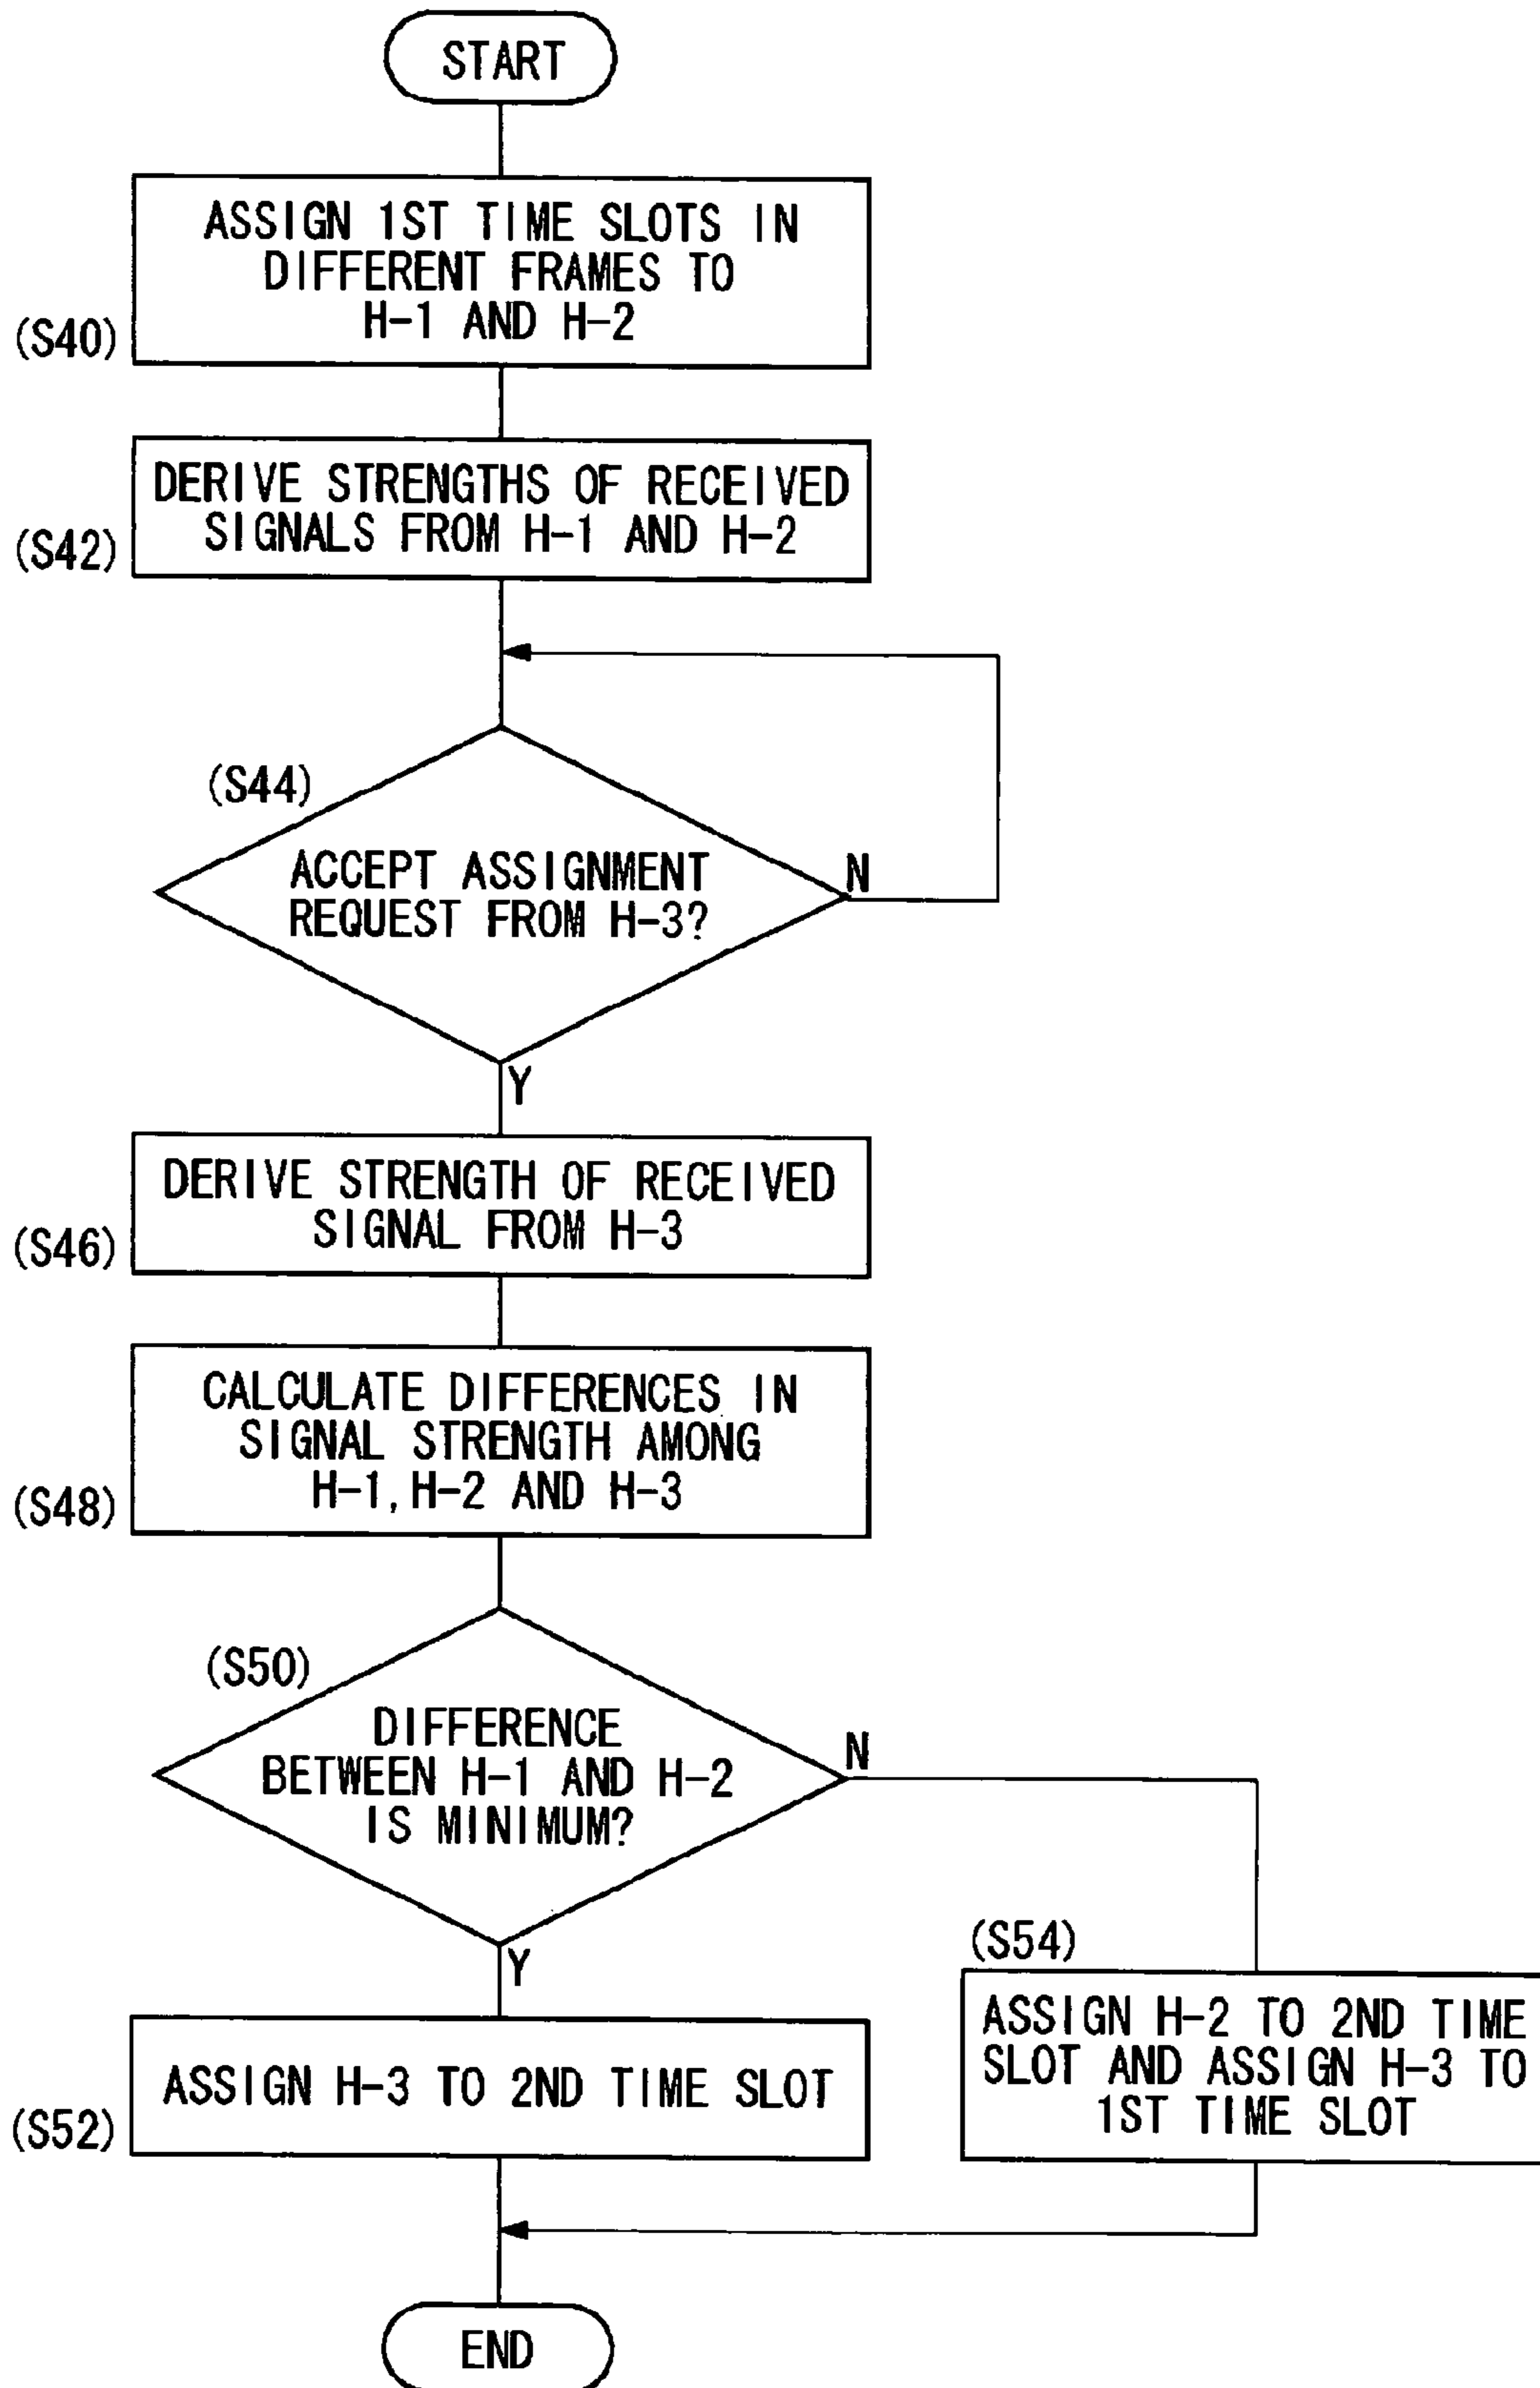 START
ASSIGN 1ST TIME SLOTS IN
DIFFERENT FRAMES TO
H-1 AND H-2
(S40)
DERIVE STRENGTHS OF RECEIVED
SIGNALS FROM H-1 AND H-2
(S42)
(S44)
ACCEPT ASSIGNMENT
REQUEST FROM H-3?
N
Y
DERIVE STRENGTH OF RECEIVED
SIGNAL FROM H-3
(S46)
CALCULATE DIFFERENCES IN
SIGNAL STRENGTH AMONG
H-1, H-2 AND H-3
(S48)
(S50)
DIFFERENCE
BETWEEN H-1 AND H-2
IS MINIMUM?
N
Y
(S54)
ASSIGN H-2 TO 2ND TIME
SLOT AND ASSIGN H-3 TO
1ST TIME SLOT
ASSIGN H-3 TO 2ND TIME SLOT
(S52)
END